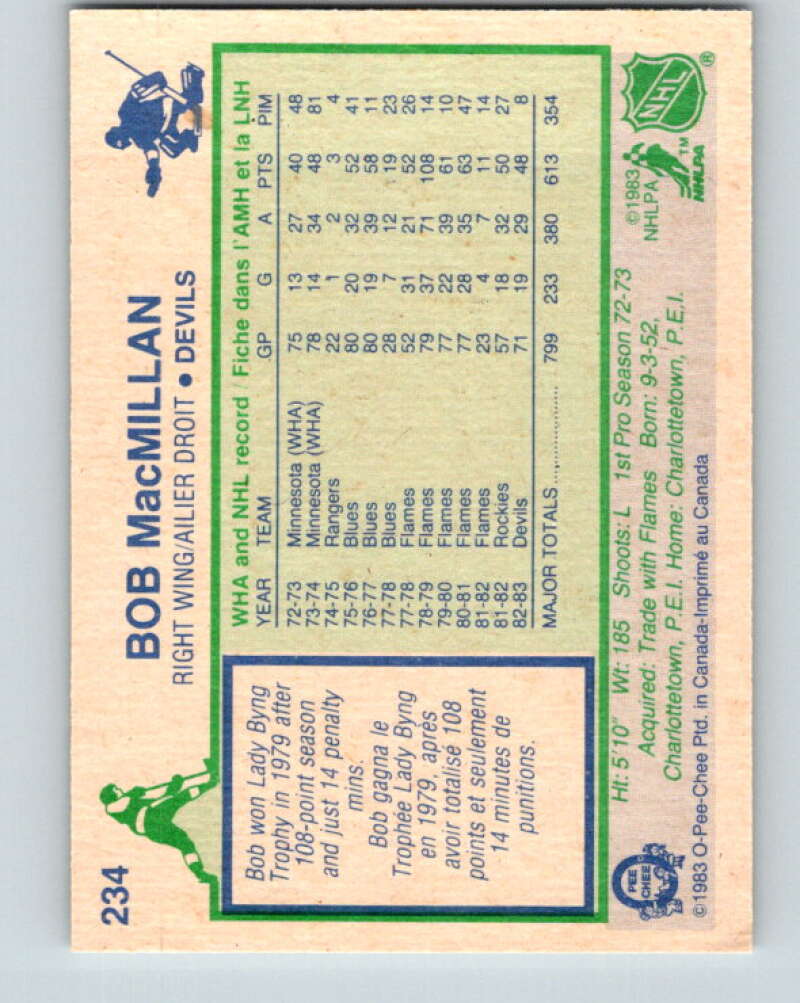 234
BOB MacMILLAN
RIGHT WING/AILIER DROIT • DEVILS
Bob won Lady Byng
Trophy in 1979 after
108-point season
and just 14 penalty
mins.
Bob gagna le
Trophée Lady Byng
en 1979, après
avoir totalisé 108
points et seulement
14 minutes de
punitions.
WHA and NHL record / Fiche dans l'AMH et la LNH
YEAR TEAM GP G A PTS PIM
72-73 Minnesota (WHA) 75 13 27 40 48
73-74 Minnesota (WHA) 78 14 34 48 81
74-75 Rangers 22 1 2 3 4
75-76 Blues 80 20 32 52 41
76-77 Blues 80 19 39 58 11
77-78 Blues 28 7 12 19 23
77-78 Flames 52 31 21 52 26
78-79 Flames 79 37 71 108 14
79-80 Flames 77 22 39 61 10
80-81 Flames 77 28 35 63 47
81-82 Flames 23 4 7 11 14
81-82 Rockies 57 18 32 50 27
82-83 Devils 71 19 29 48 8
MAJOR TOTALS ............... 799 233 380 613 354
Ht: 5'10" Wt: 185 Shoots: L 1st Pro Season 72-73
Acquired: Trade with Flames Born: 9-3-52,
Charlottetown, P.E.I. Home: Charlottetown, P.E.I.
©1983 O-Pee-Chee Ptd. in Canada-Imprimé au Canada
O PEE CHEE
©1983
NHLPA
NHLPA TM
NHL ®